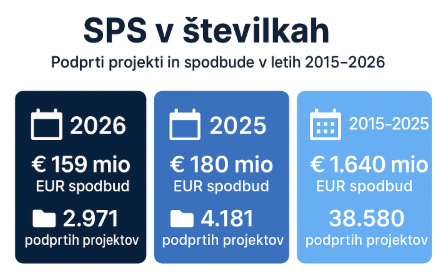 SPS v številkah
Podprti projekti in spodbude v letih 2015–2026
2026
€ 159 mio
EUR spodbud
2.971
podprtih projektov
2025
€ 180 mio
EUR spodbud
4.181
podprtih projektov
2015-2025
€ 1.640 mio
EUR spodbud
38.580
podprtih projektov